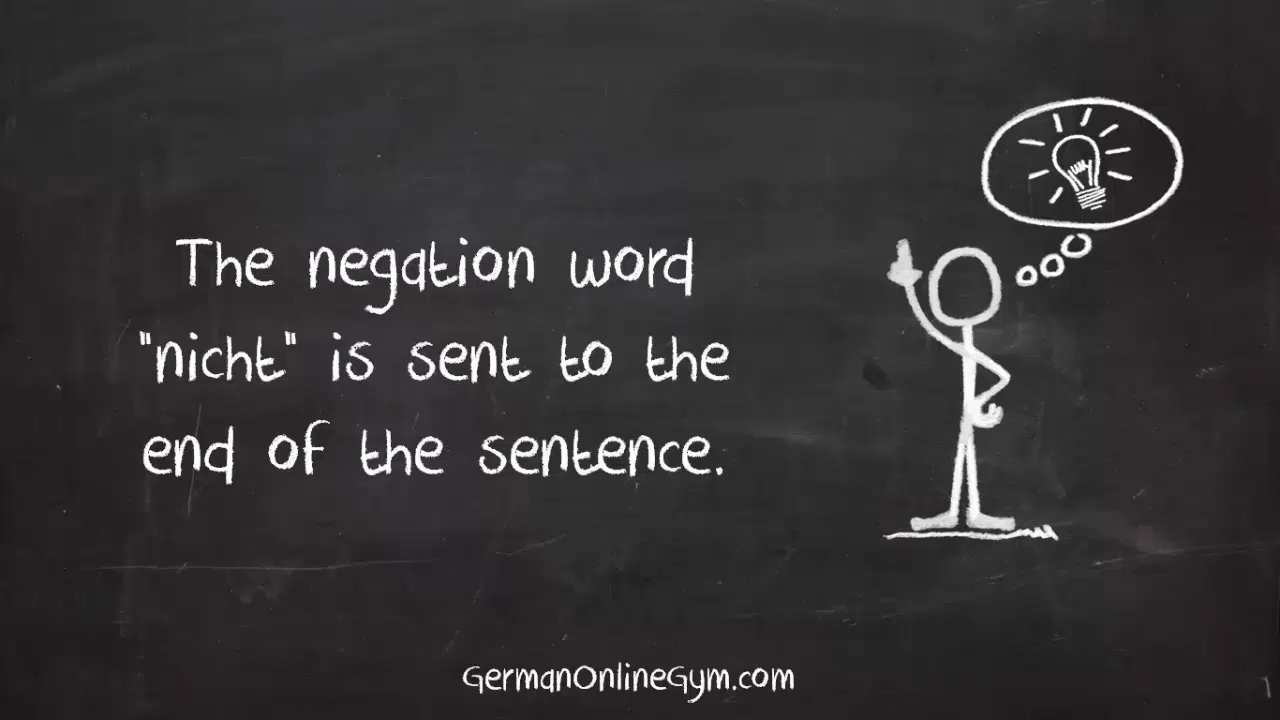 The negation word
"nicht" is sent to the
end of the sentence.
GermanOnlineGym.com